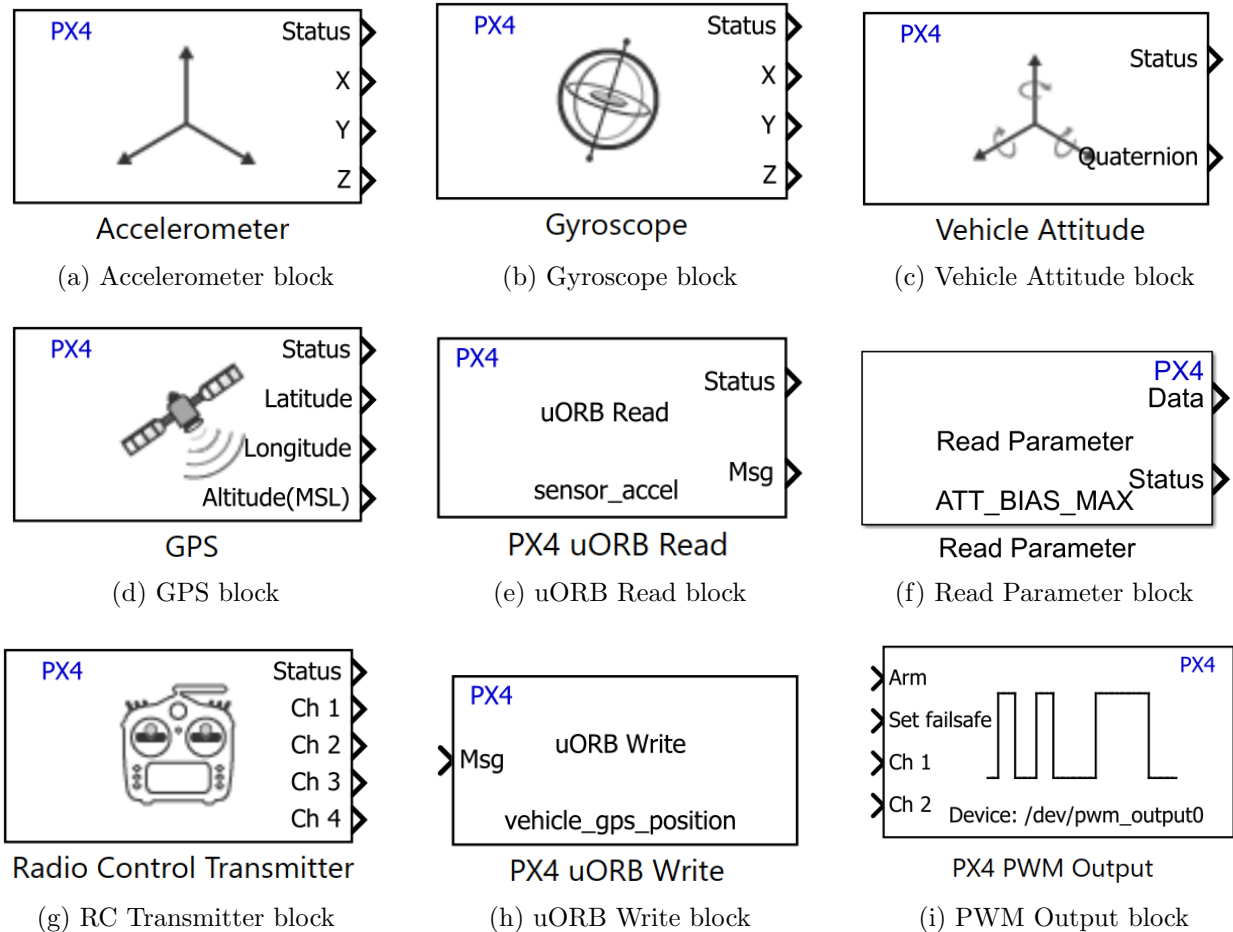 PX4
Status
X
Y
Z
Accelerometer
(a) Accelerometer block
PX4
Status
X
Y
Z
Gyroscope
(b) Gyroscope block
PX4
Status
Quaternion
Vehicle Attitude
(c) Vehicle Attitude block
PX4
Status
Latitude
Longitude
Altitude(MSL)
GPS
(d) GPS block
PX4
Status
uORB Read
Msg
sensor_accel
PX4 uORB Read
(e) uORB Read block
PX4
Data
Read Parameter
Status
ATT_BIAS_MAX
Read Parameter
(f) Read Parameter block
PX4
Status
Ch 1
Ch 2
Ch 3
Ch 4
Radio Control Transmitter
(g) RC Transmitter block
PX4
uORB Write
Msg
vehicle_gps_position
PX4 uORB Write
(h) uORB Write block
PX4
Arm
Set failsafe
Ch 1
Ch 2
Device: /dev/pwm_output0
PX4 PWM Output
(i) PWM Output block